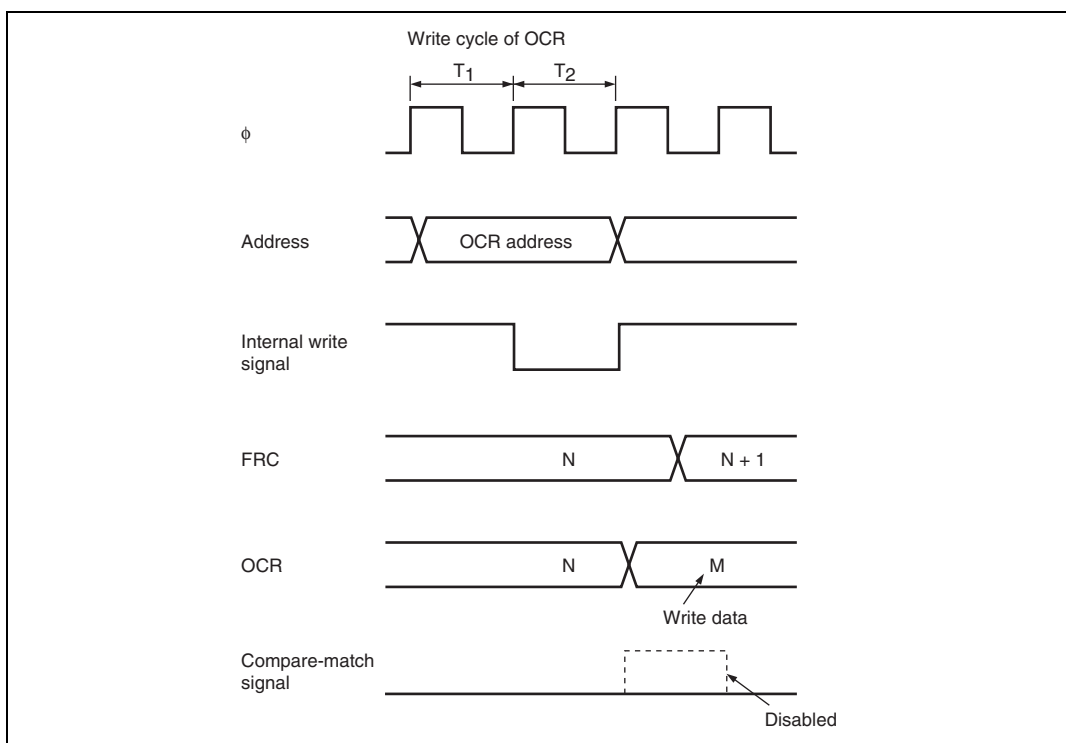 Write cycle of OCR
T1
T2
ϕ
Address
OCR address
Internal write
signal
FRC
N
N + 1
OCR
N
M
Write data
Compare-match
signal
Disabled